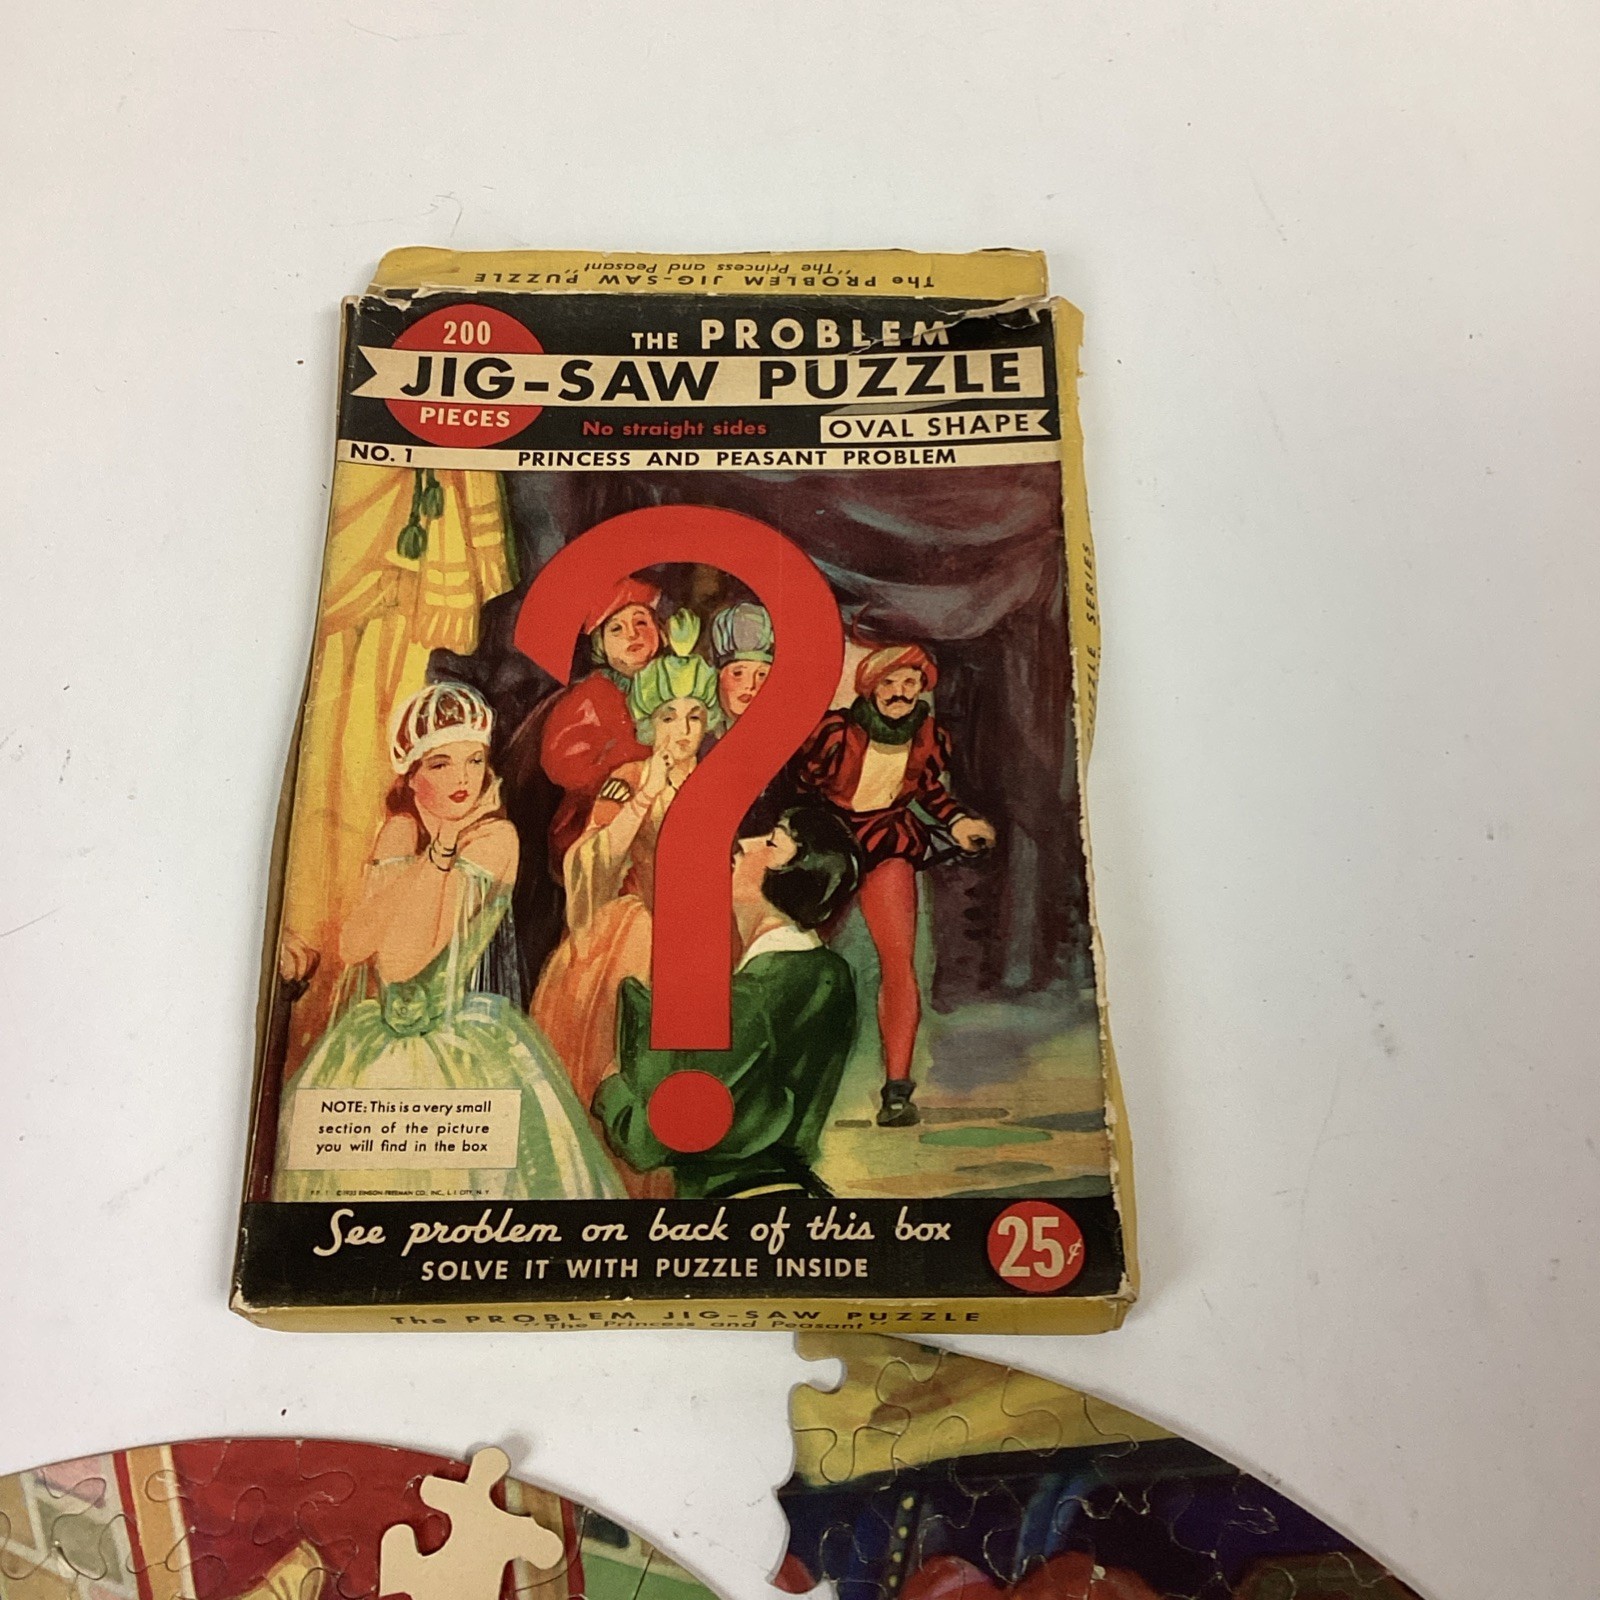 The PROBLEM JIG-SAW PUZZLE
"The Princess and Peasant"
200
PIECES
THE PROBLEM
JIG-SAW PUZZLE
No straight sides
OVAL SHAPE
NO. 1
PRINCESS AND PEASANT PROBLEM
PUZZLE SERIES
NOTE: This is a very small
section of the picture
you will find in the box
See problem on back of this box
SOLVE IT WITH PUZZLE INSIDE
25¢
The PROBLEM JIG-SAW PUZZLE
"The Princess and Peasant"